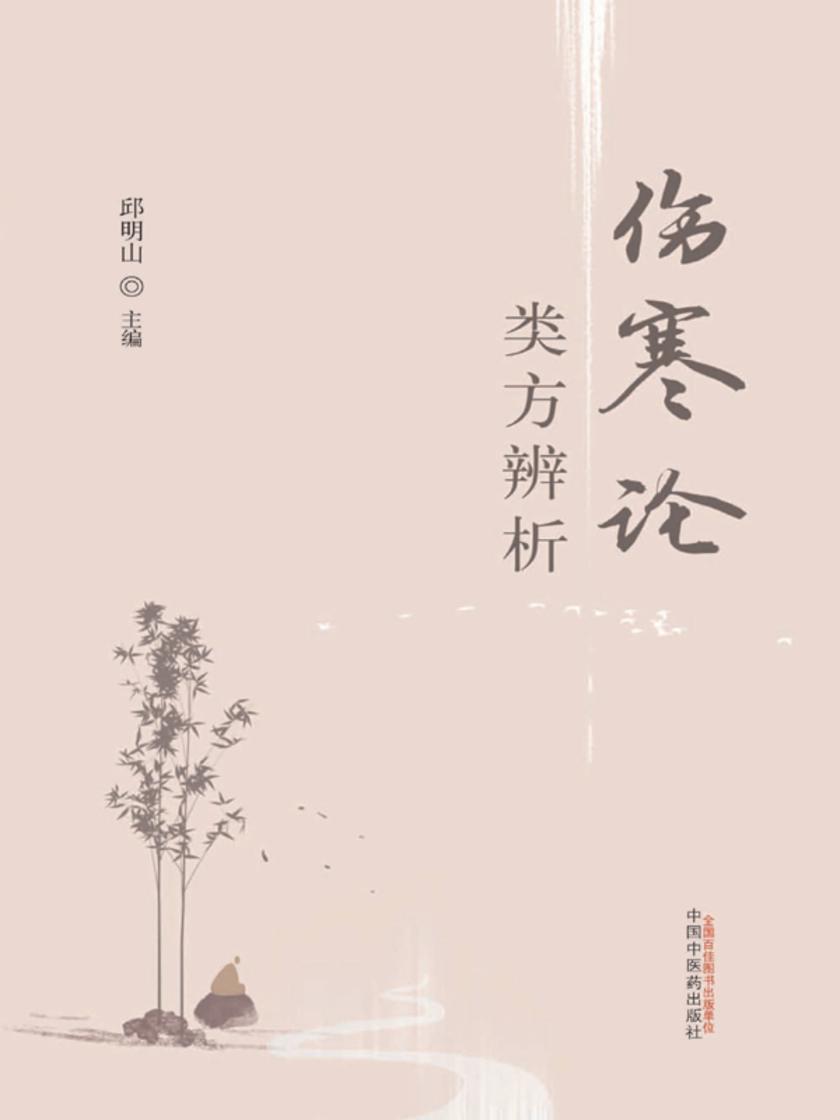 伤寒论
类方辨析
邱明山 ◎ 主编
全国百佳图书出版单位
中国中医药出版社